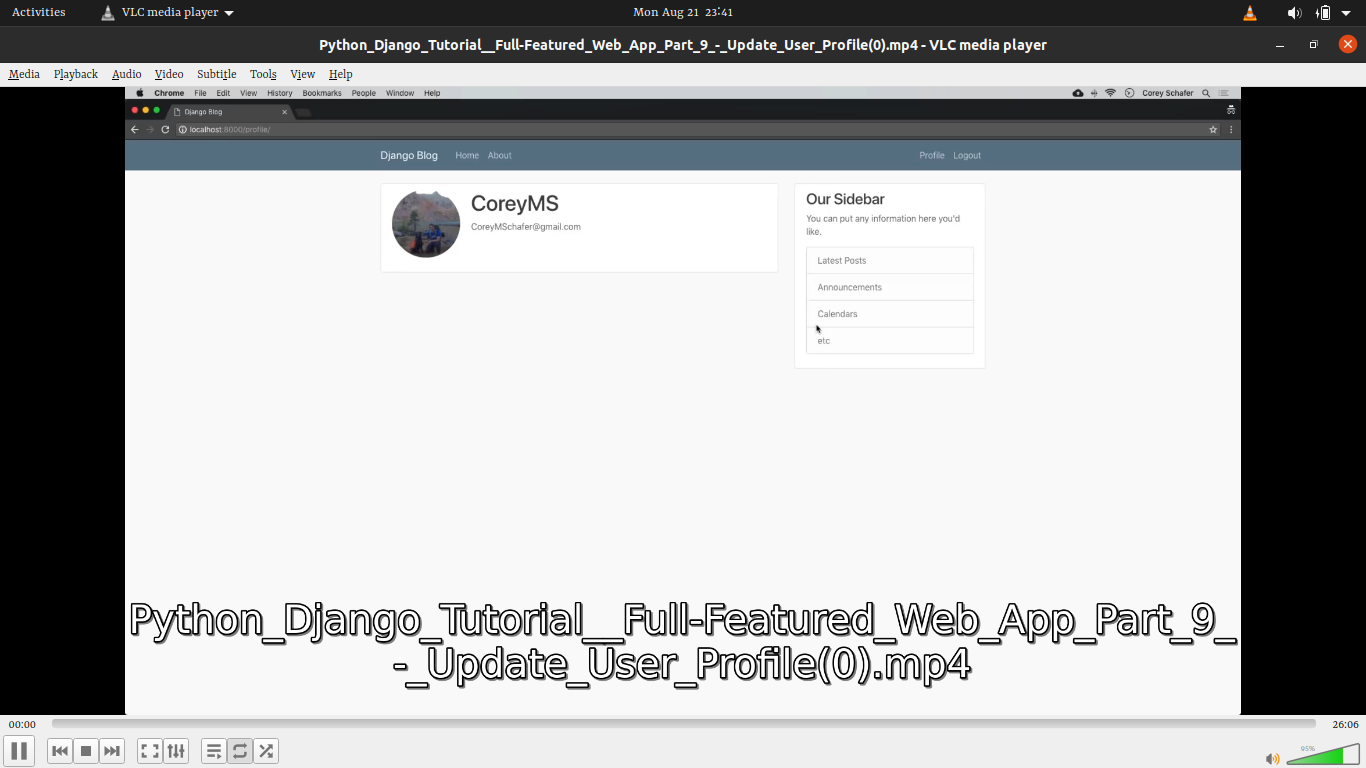 Activities VLC media player Mon Aug 21 23:41
Python_Django_Tutorial__Full-Featured_Web_App_Part_9_-_Update_User_Profile(0).mp4 - VLC media player
Media Playback Audio Video Subtitle Tools View Help
Chrome File Edit View History Bookmarks People Window Help Corey Schafer
Django Blog
localhost:8000/profile/
Django Blog Home About Profile Logout
CoreyMS
CoreyMSchafer@gmail.com
Our Sidebar
You can put any information here you'd
like.
Latest Posts
Announcements
Calendars
etc
Python_Django_Tutorial__Full-Featured_Web_App_Part_9_
-_Update_User_Profile(0).mp4
00:00 26:06
95%